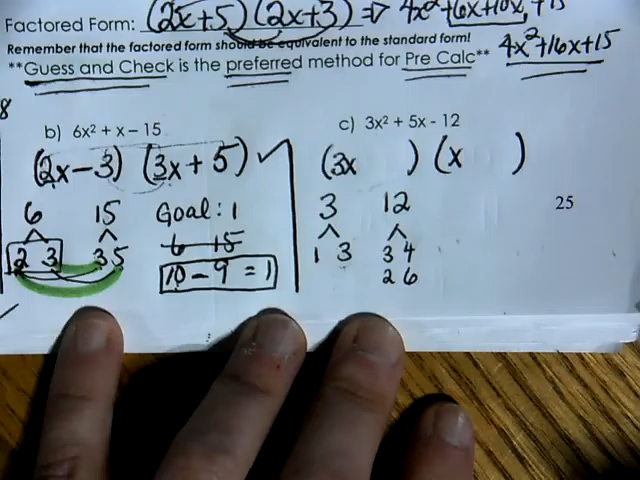 Factored Form: (2x+5)(2x+3) ⇒ 4x²+6x+10x+15
Remember that the factored form should be equivalent to the standard form! 4x²+16x+15
**Guess and Check is the preferred method for Pre Calc**
8
b) 6x² + x – 15
(2x – 3) (3x + 5) ✓
6 15 Goal: 1
2 3 3 5 6 15
10 – 9 = 1
c) 3x² + 5x - 12
(3x ) (x )
3 12
1 3 3 4
2 6
25